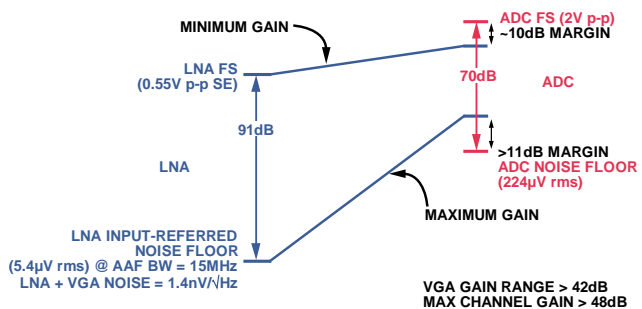 MINIMUM GAIN
ADC FS (2V p-p)
~10dB MARGIN
LNA FS
(0.55V p-p SE)
70dB
ADC
91dB
>11dB MARGIN
ADC NOISE FLOOR
(224µV rms)
LNA
MAXIMUM GAIN
LNA INPUT-REFERRED
NOISE FLOOR
(5.4µV rms) @ AAF BW = 15MHz
LNA + VGA NOISE = 1.4nV/√Hz
VGA GAIN RANGE > 42dB
MAX CHANNEL GAIN > 48dB